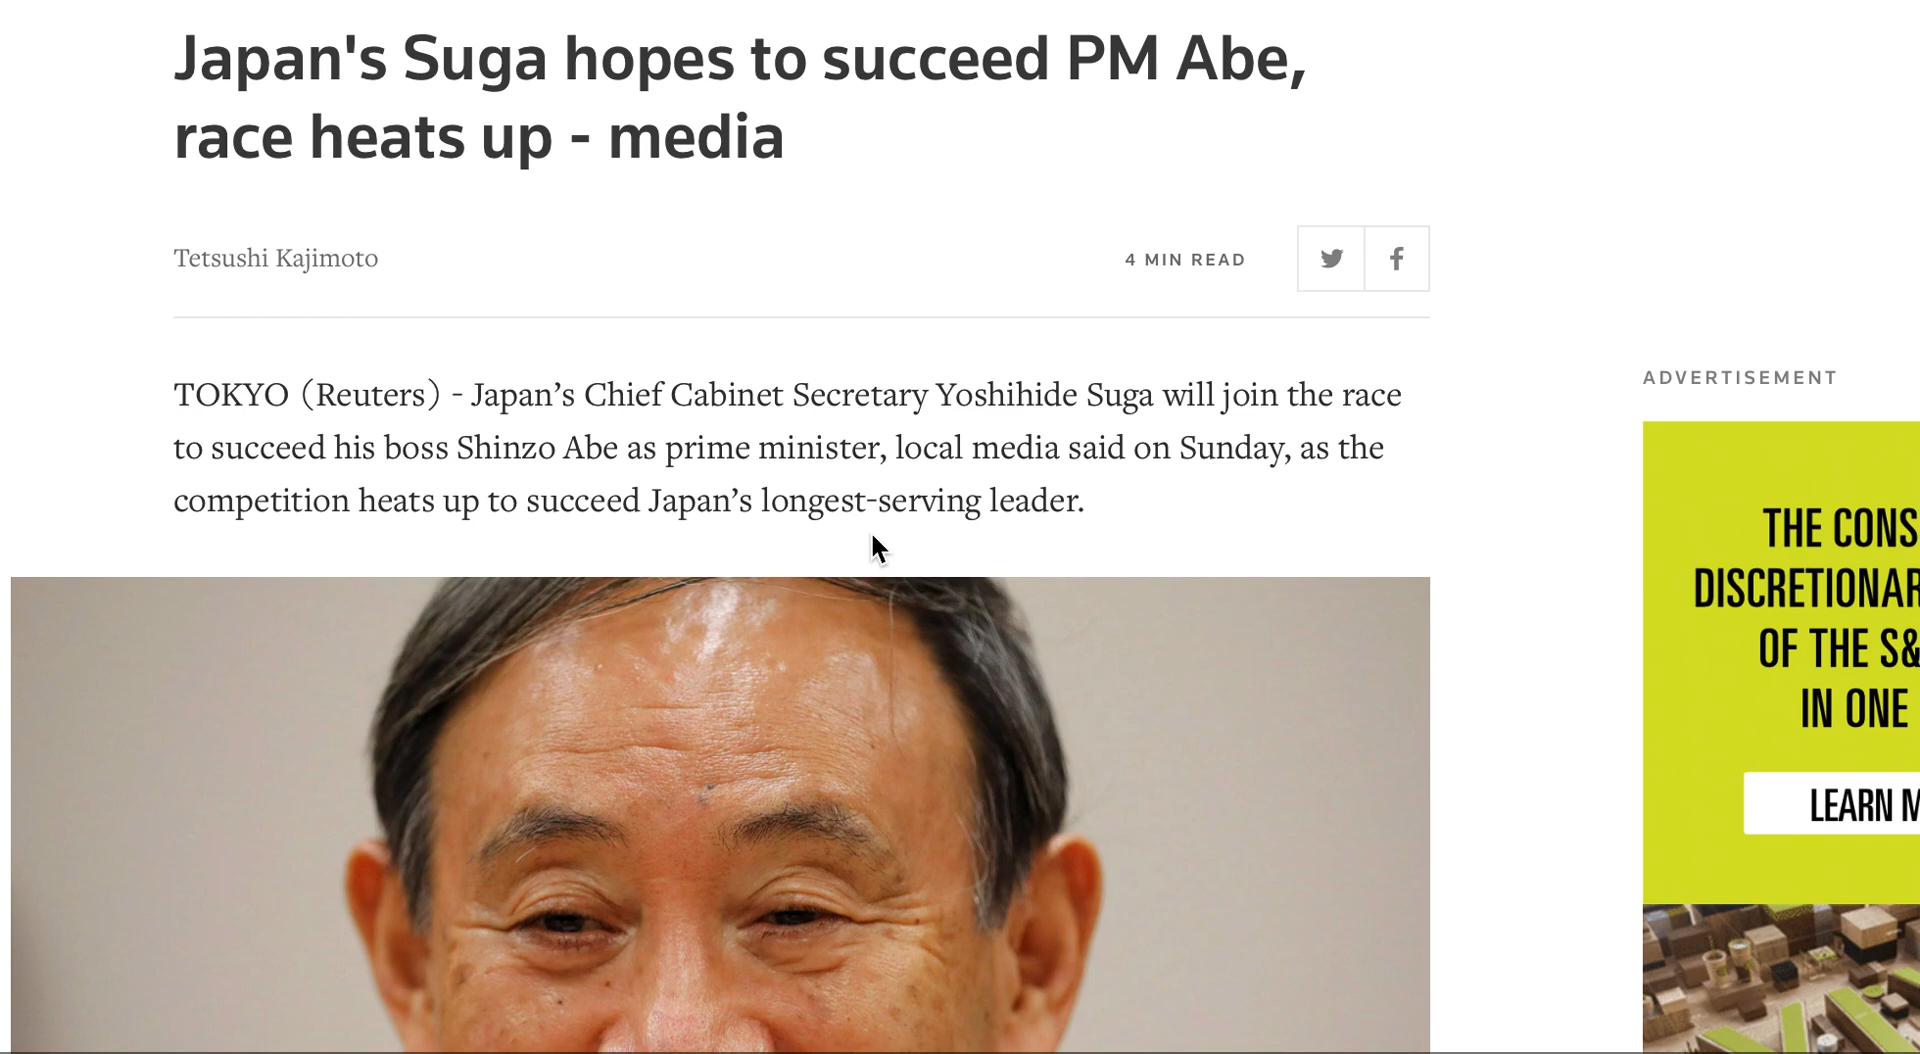 Japan's Suga hopes to succeed PM Abe,
race heats up - media
Tetsushi Kajimoto
4 MIN READ
TOKYO (Reuters) - Japan’s Chief Cabinet Secretary Yoshihide Suga will join the race
to succeed his boss Shinzo Abe as prime minister, local media said on Sunday, as the
competition heats up to succeed Japan’s longest-serving leader.
ADVERTISEMENT
THE CONS
DISCRETIONAR
OF THE S&
IN ONE
LEARN M